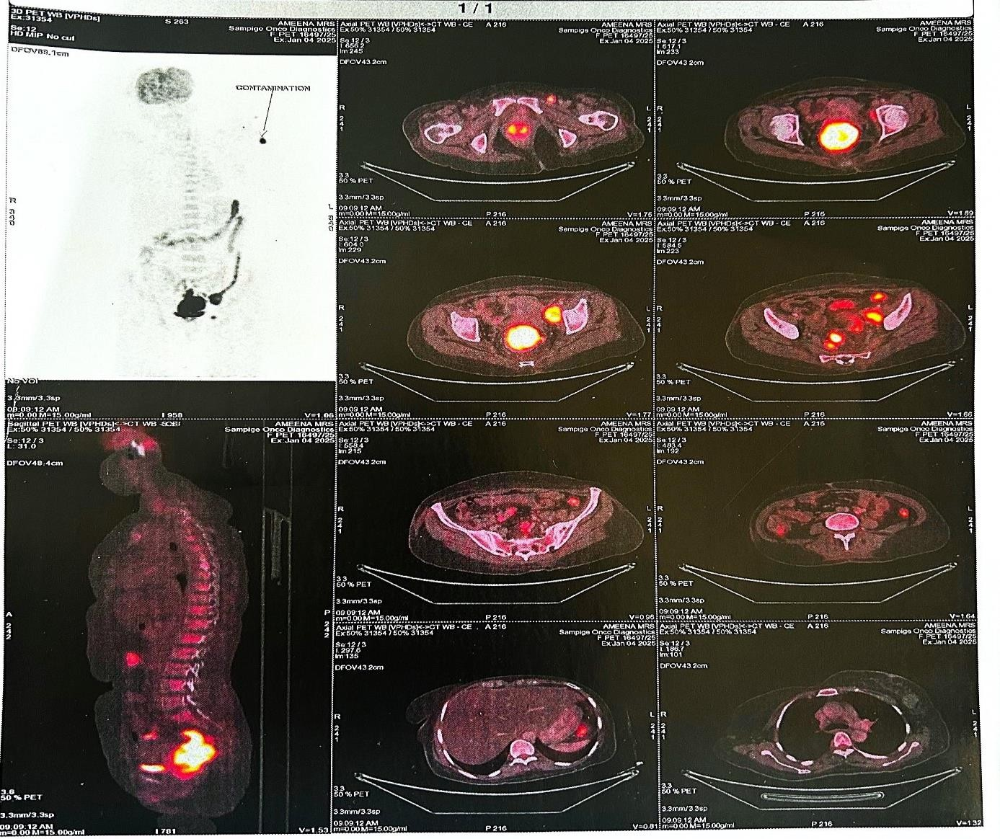 1 / 1
3D PET WB [VPHDs]
Ex:31354
Se:12
HD MIP No cut
DFOV88.1cm
S 263
AMEENA MRS
Sampige Onco Diagnostics
F PET 16497/25
Ex:Jan 04 2025
CONTAMINATION
R
L
No VOI
3.3mm/3.3sp
09:09:12 AM
m=0.00 M=15.00g/ml
I 958
V=1.06
Axial PET WB [VPHDs]<->CT WB - CE
Ex:50% 31354 / 50% 31354
Se:12 / 3
I:656.2
Im:245
DFOV43.2cm
A 216
AMEENA MRS
Sampige Onco Diagnostics
F PET 16497/25
Ex:Jan 04 2025
R
2
4
1
L
2
4
1
3.3
50 % PET
3.3mm/3.3sp
09:09:12 AM
m=0.00 M=15.00g/ml
P 216
V=1.75
Axial PET WB [VPHDs]<->CT WB - CE
Ex:50% 31354 / 50% 31354
Se:12 / 3
I:617.1
Im:233
DFOV43.2cm
A 216
AMEENA MRS
Sampige Onco Diagnostics
F PET 16497/25
Ex:Jan 04 2025
R
2
4
1
L
2
4
1
3.3
50 % PET
3.3mm/3.3sp
09:09:12 AM
m=0.00 M=15.00g/ml
P 216
V=1.89
Axial PET WB [VPHDs]<->CT WB - CE
Ex:50% 31354 / 50% 31354
Se:12 / 3
I:604.0
Im:229
DFOV43.2cm
A 216
AMEENA MRS
Sampige Onco Diagnostics
F PET 16497/25
Ex:Jan 04 2025
R
2
4
1
L
2
4
1
3.3
50 % PET
3.3mm/3.3sp
09:09:12 AM
m=0.00 M=15.00g/ml
P 216
V=1.77
Axial PET WB [VPHDs]<->CT WB - CE
Ex:50% 31354 / 50% 31354
Se:12 / 3
I:584.5
Im:223
DFOV43.2cm
A 216
AMEENA MRS
Sampige Onco Diagnostics
F PET 16497/25
Ex:Jan 04 2025
R
2
4
1
L
2
4
1
3.3
50 % PET
3.3mm/3.3sp
09:09:12 AM
m=0.00 M=15.00g/ml
P 216
V=1.66
Sagittal PET WB [VPHDs]<->CT WB
Ex:50% 31354 / 50% 31354
Se:12 / 3
L: 31.0
DFOV48.4cm
AMEENA MRS
Sampige Onco Diagnostics
F PET 16497/25
Ex:Jan 04 2025
A
2
4
2
P
2
4
2
3.6
50 % PET
3.3mm/3.3sp
09:09:12 AM
m=0.00 M=15.00g/ml
I 781
V=1.53
Axial PET WB [VPHDs]<->CT WB - CE
Ex:50% 31354 / 50% 31354
Se:12 / 3
I:558.4
Im:215
DFOV43.2cm
A 216
AMEENA MRS
Sampige Onco Diagnostics
F PET 16497/25
Ex:Jan 04 2025
R
2
4
1
L
2
4
1
3.3
50 % PET
3.3mm/3.3sp
09:09:12 AM
m=0.00 M=15.00g/ml
P 216
V=0.96
Axial PET WB [VPHDs]<->CT WB - CE
Ex:50% 31354 / 50% 31354
Se:12 / 3
I:483.4
Im:192
DFOV43.2cm
A 216
AMEENA MRS
Sampige Onco Diagnostics
F PET 16497/25
Ex:Jan 04 2025
R
2
4
1
L
2
4
1
3.3
50 % PET
3.3mm/3.3sp
09:09:12 AM
m=0.00 M=15.00g/ml
P 216
V=1.64
Axial PET WB [VPHDs]<->CT WB - CE
Ex:50% 31354 / 50% 31354
Se:12 / 3
I:297.6
Im:135
DFOV43.2cm
A 216
AMEENA MRS
Sampige Onco Diagnostics
F PET 16497/25
Ex:Jan 04 2025
R
2
4
1
L
2
4
1
3.3
50 % PET
3.3mm/3.3sp
09:09:12 AM
m=0.00 M=15.00g/ml
P 216
V=0.81
Axial PET WB [VPHDs]<->CT WB - CE
Ex:50% 31354 / 50% 31354
Se:12 / 3
I:186.7
Im:101
DFOV43.2cm
A 216
AMEENA MRS
Sampige Onco Diagnostics
F PET 16497/25
Ex:Jan 04 2025
R
2
4
1
L
2
4
1
3.3
50 % PET
3.3mm/3.3sp
09:09:12 AM
m=0.00 M=15.00g/ml
P 216
V=1.32